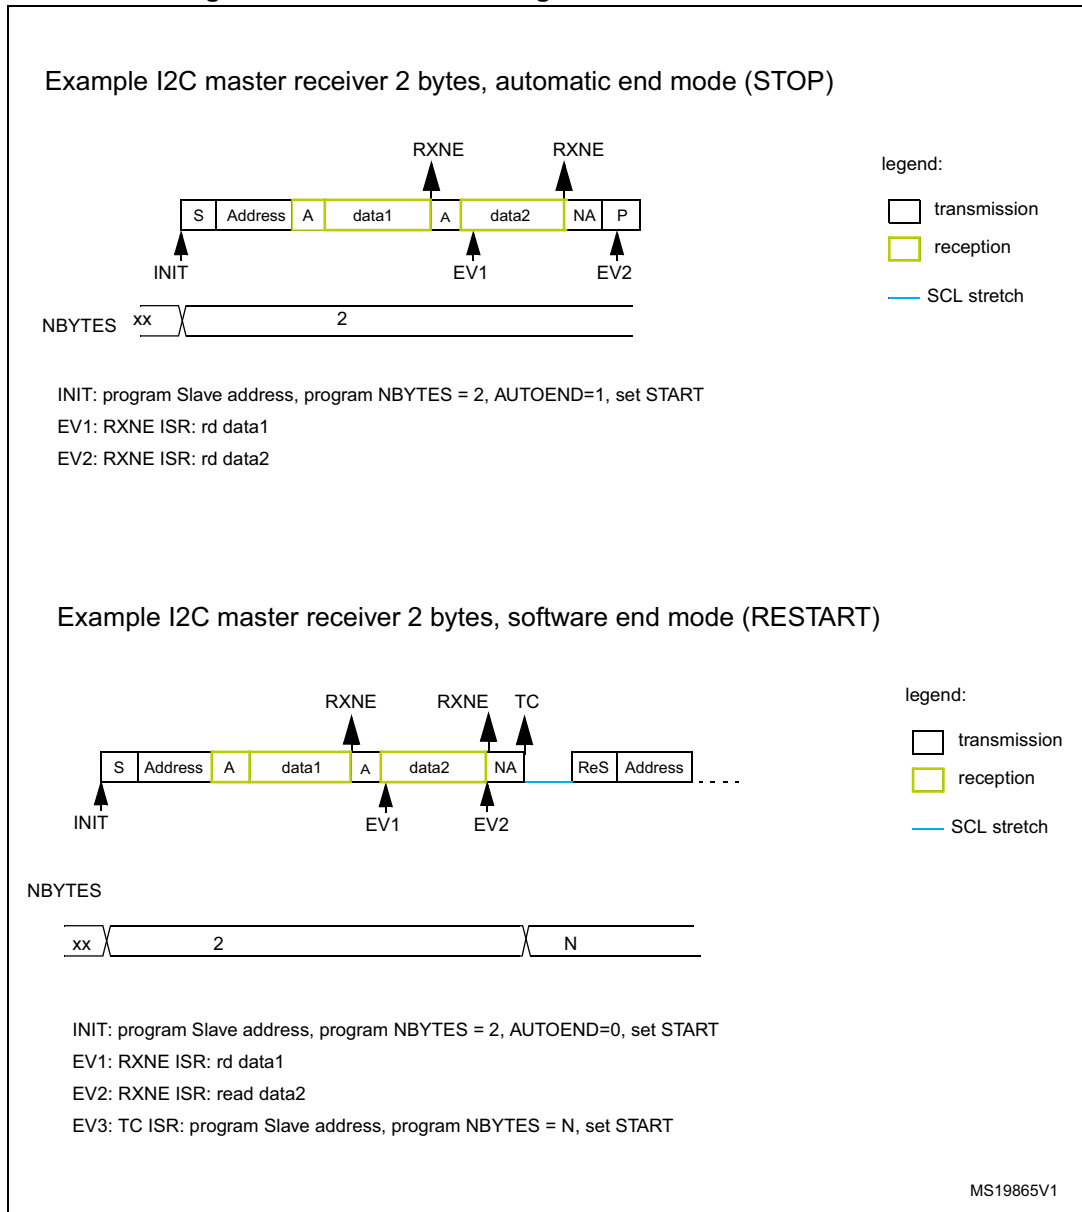 Example I2C master receiver 2 bytes, automatic end mode (STOP)
RXNE RXNE
legend:
S Address A data1 A data2 NA P
transmission
reception
INIT EV1 EV2
SCL stretch
NBYTES xx 2
INIT: program Slave address, program NBYTES = 2, AUTOEND=1, set START
EV1: RXNE ISR: rd data1
EV2: RXNE ISR: rd data2
Example I2C master receiver 2 bytes, software end mode (RESTART)
RXNE RXNE TC
legend:
S Address A data1 A data2 NA ReS Address
transmission
reception
INIT EV1 EV2
SCL stretch
NBYTES
xx 2 N
INIT: program Slave address, program NBYTES = 2, AUTOEND=0, set START
EV1: RXNE ISR: rd data1
EV2: RXNE ISR: read data2
EV3: TC ISR: program Slave address, program NBYTES = N, set START
MS19865V1